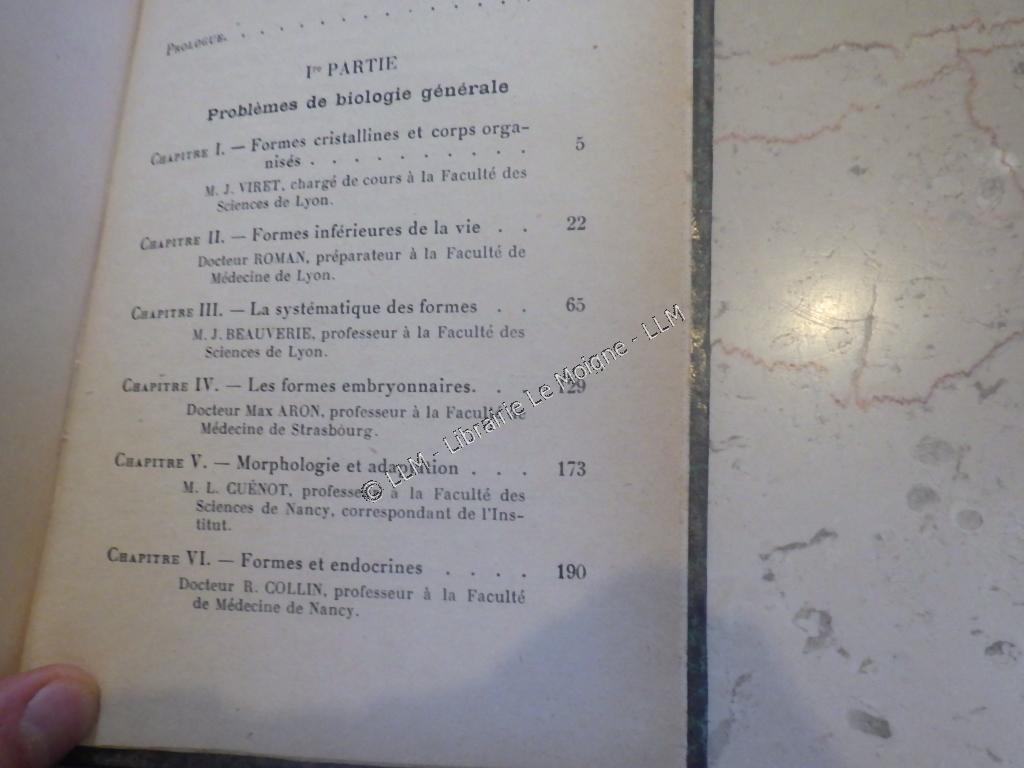 PROLOGUE. . . . . . . . . . . . .
Ire PARTIE
Problèmes de biologie générale
CHAPITRE I. — Formes cristallines et corps orga-
nisés . . . . . . . . . . 5
M. J. VIRET, chargé de cours à la Faculté des
Sciences de Lyon.
CHAPITRE II. — Formes inférieures de la vie . . 22
Docteur ROMAN, préparateur à la Faculté de
Médecine de Lyon.
CHAPITRE III. — La systématique des formes . . 65
M. J. BEAUVERIE, professeur à la Faculté des
Sciences de Lyon.
CHAPITRE IV. — Les formes embryonnaires. . . 129
Docteur Max ARON, professeur à la Faculté de
Médecine de Strasbourg.
CHAPITRE V. — Morphologie et adaptation . . . 173
M. L. CUÉNOT, professeur à la Faculté des
Sciences de Nancy, correspondant de l'Ins-
titut.
CHAPITRE VI. — Formes et endocrines . . . . 190
Docteur R. COLLIN, professeur à la Faculté
de Médecine de Nancy.
© LLM - Librairie Le Moigne - LLM